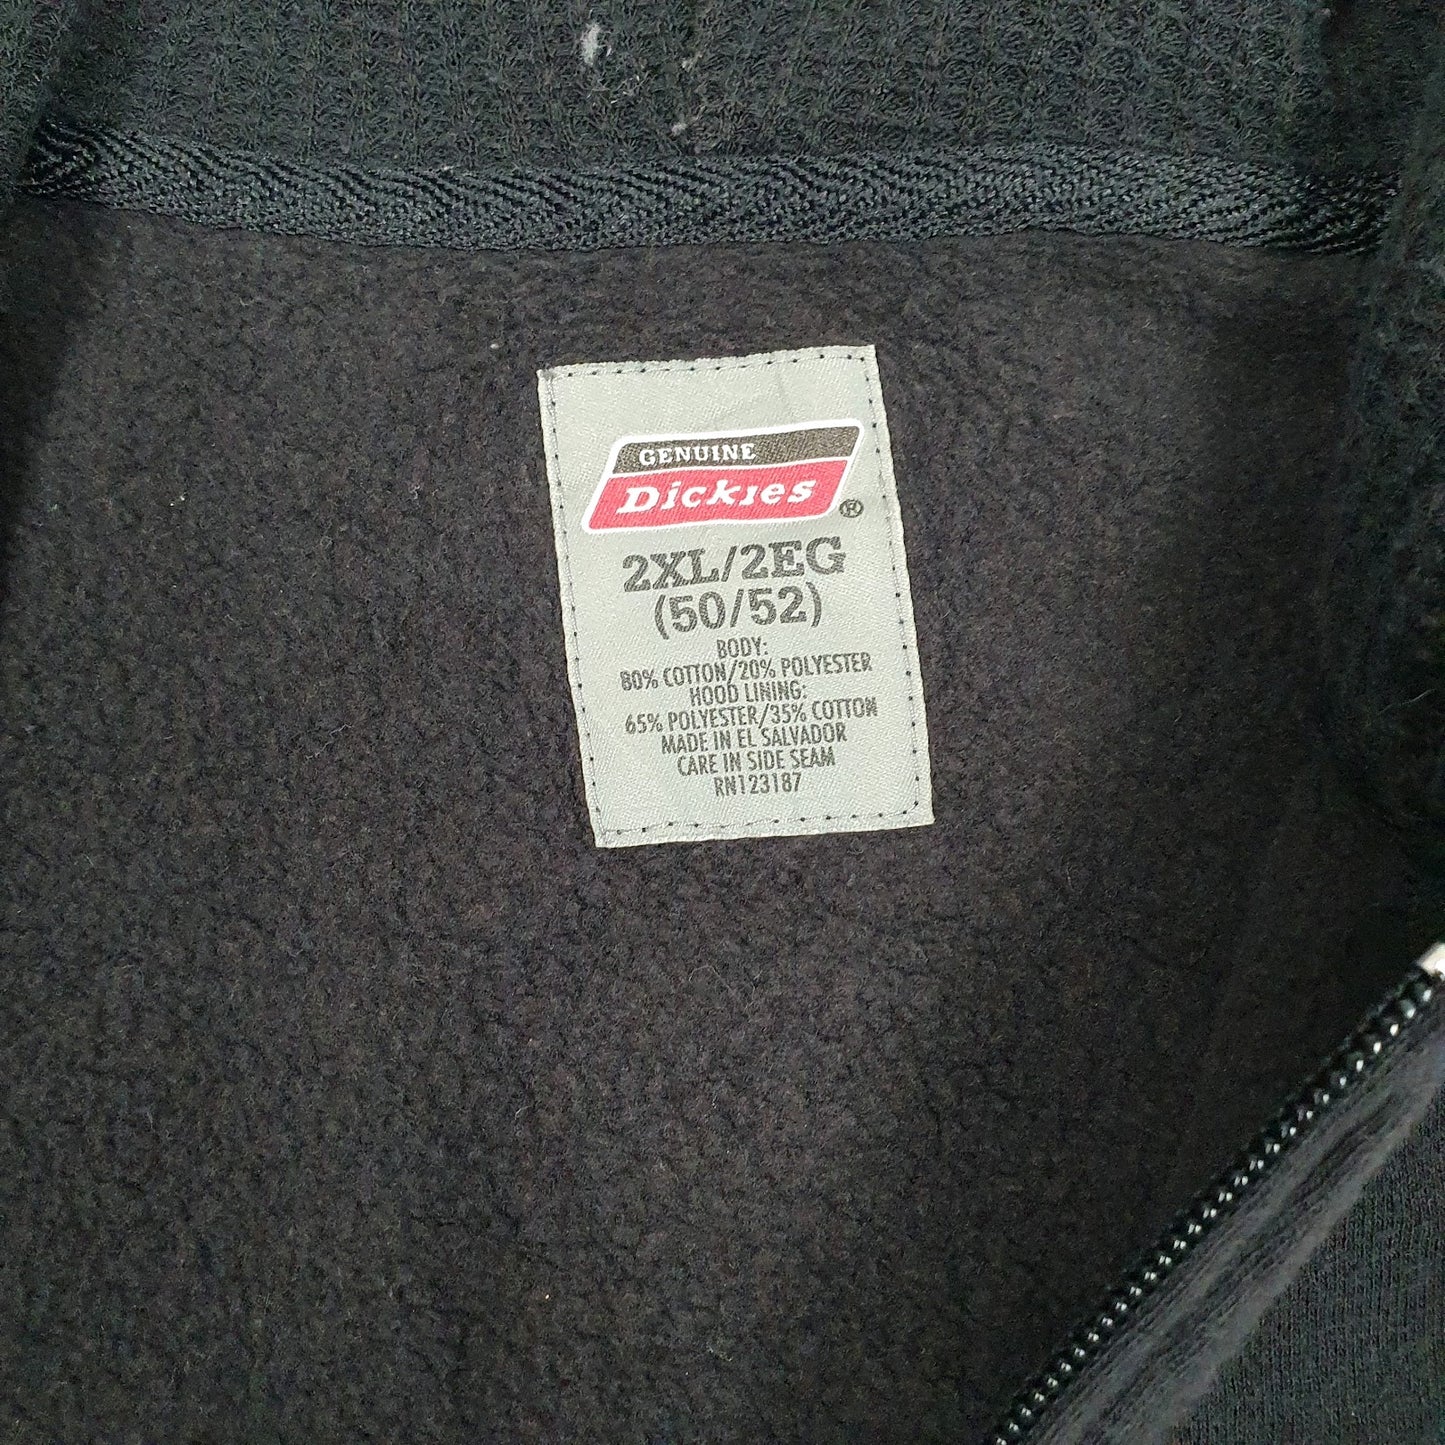 GENUINE
Dickies ®
2XL/2EG
(50/52)
BODY:
80% COTTON/20% POLYESTER
HOOD LINING:
65% POLYESTER/35% COTTON
MADE IN EL SALVADOR
CARE IN SIDE SEAM
RN123187